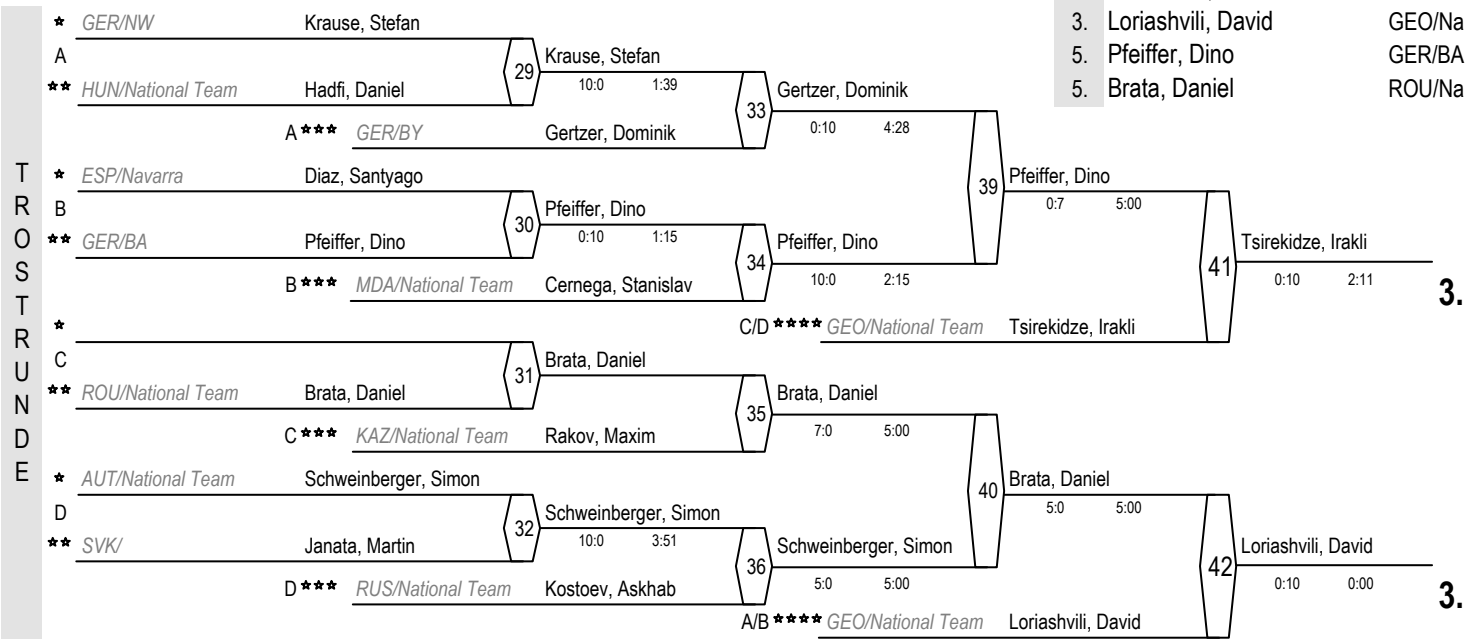 3. Loriashvili, David GEO/Na
5. Pfeiffer, Dino GER/BA
5. Brata, Daniel ROU/Na
TROSTRUNDE
* GER/NW Krause, Stefan
A
29 Krause, Stefan
10:0 1:39
** HUN/National Team Hadfi, Daniel
33 Gertzer, Dominik
0:10 4:28
A *** GER/BY Gertzer, Dominik
* ESP/Navarra Diaz, Santyago
39 Pfeiffer, Dino
0:7 5:00
B
30 Pfeiffer, Dino
0:10 1:15
** GER/BA Pfeiffer, Dino
34 Pfeiffer, Dino
10:0 2:15
B *** MDA/National Team Cernega, Stanislav
41 Tsirekidze, Irakli
0:10 2:11
3.
C/D **** GEO/National Team Tsirekidze, Irakli
*
C
31 Brata, Daniel
** ROU/National Team Brata, Daniel
35 Brata, Daniel
7:0 5:00
C *** KAZ/National Team Rakov, Maxim
* AUT/National Team Schweinberger, Simon
40 Brata, Daniel
5:0 5:00
D
32 Schweinberger, Simon
10:0 3:51
** SVK/ Janata, Martin
36 Schweinberger, Simon
5:0 5:00
D *** RUS/National Team Kostoev, Askhab
42 Loriashvili, David
0:10 0:00
3.
A/B **** GEO/National Team Loriashvili, David